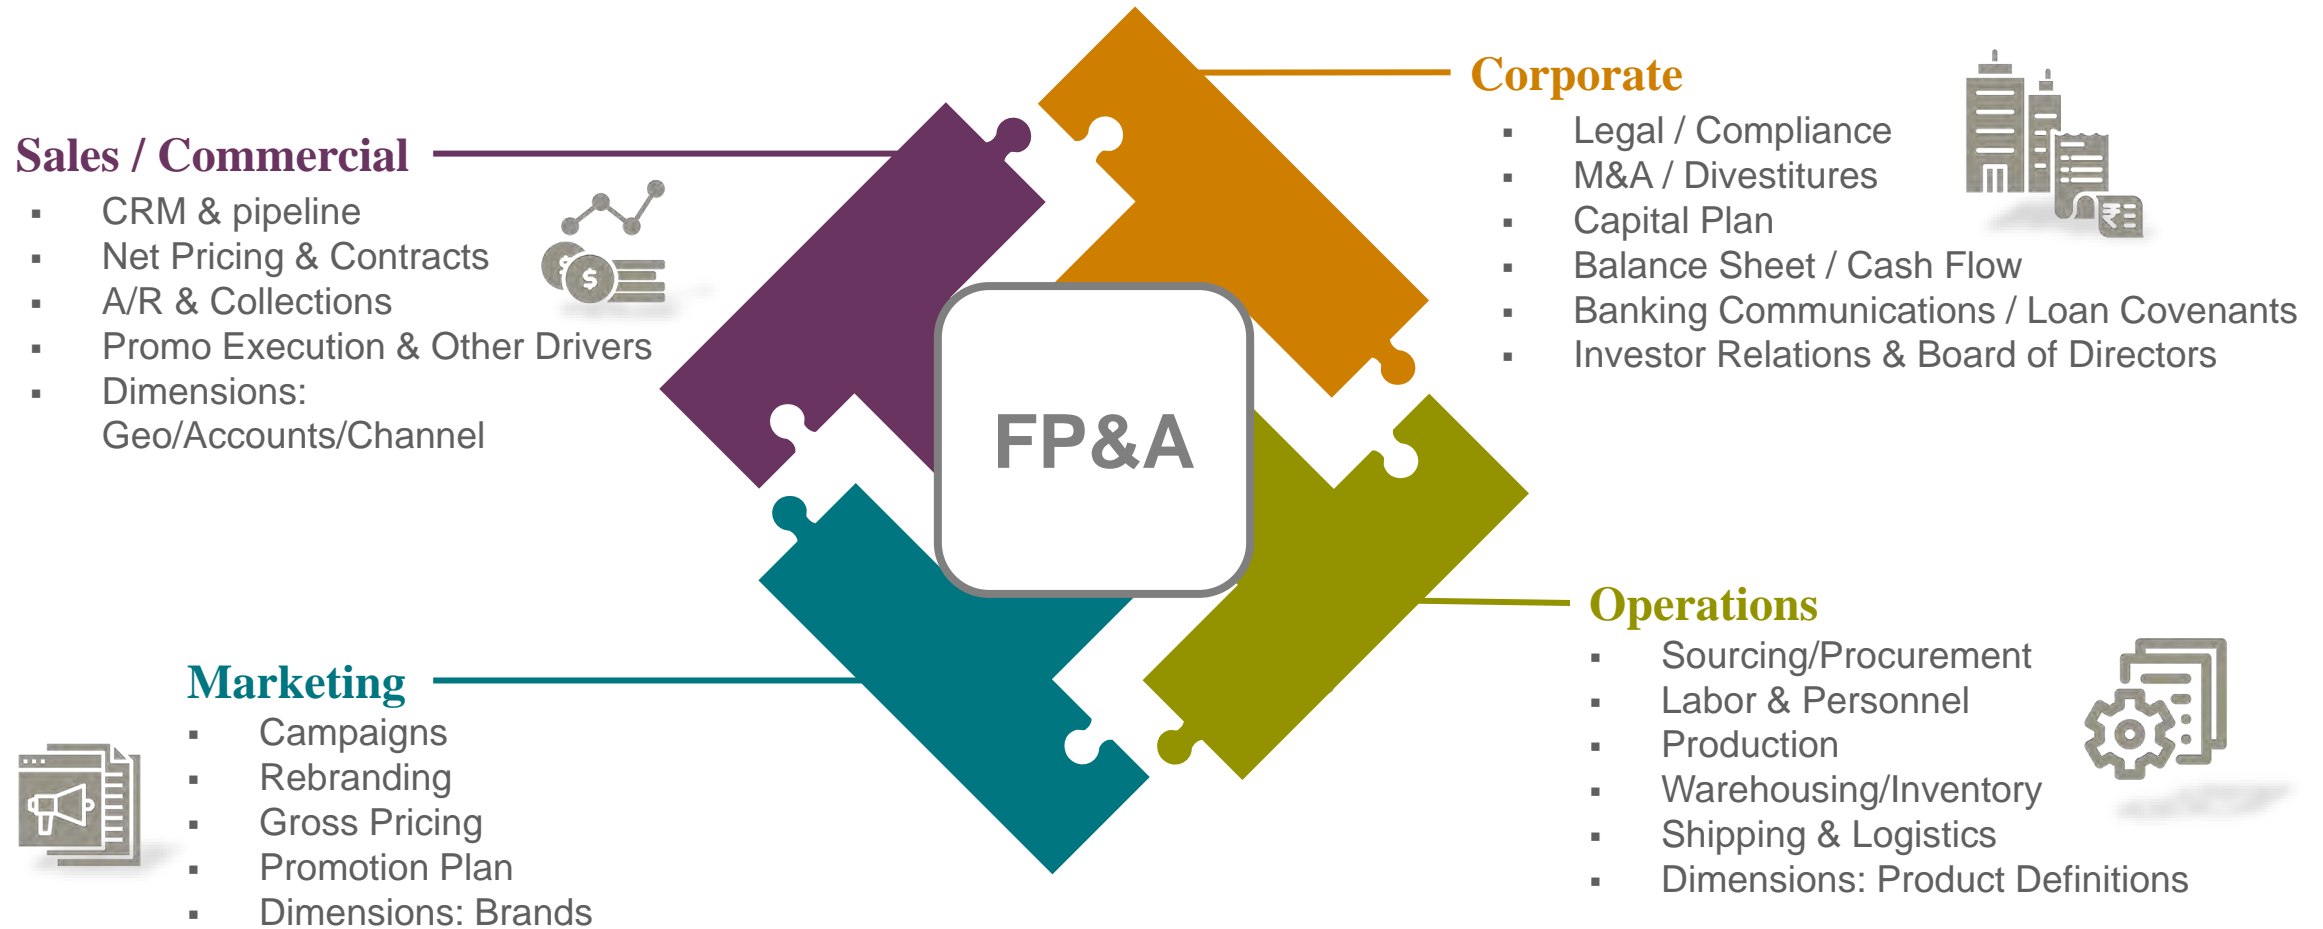 Sales / Commercial
▪ CRM & pipeline
▪ Net Pricing & Contracts
▪ A/R & Collections
▪ Promo Execution & Other Drivers
▪ Dimensions:
Geo/Accounts/Channel
Corporate
▪ Legal / Compliance
▪ M&A / Divestitures
▪ Capital Plan
▪ Balance Sheet / Cash Flow
▪ Banking Communications / Loan Covenants
▪ Investor Relations & Board of Directors
FP&A
Marketing
▪ Campaigns
▪ Rebranding
▪ Gross Pricing
▪ Promotion Plan
▪ Dimensions: Brands
Operations
▪ Sourcing/Procurement
▪ Labor & Personnel
▪ Production
▪ Warehousing/Inventory
▪ Shipping & Logistics
▪ Dimensions: Product Definitions